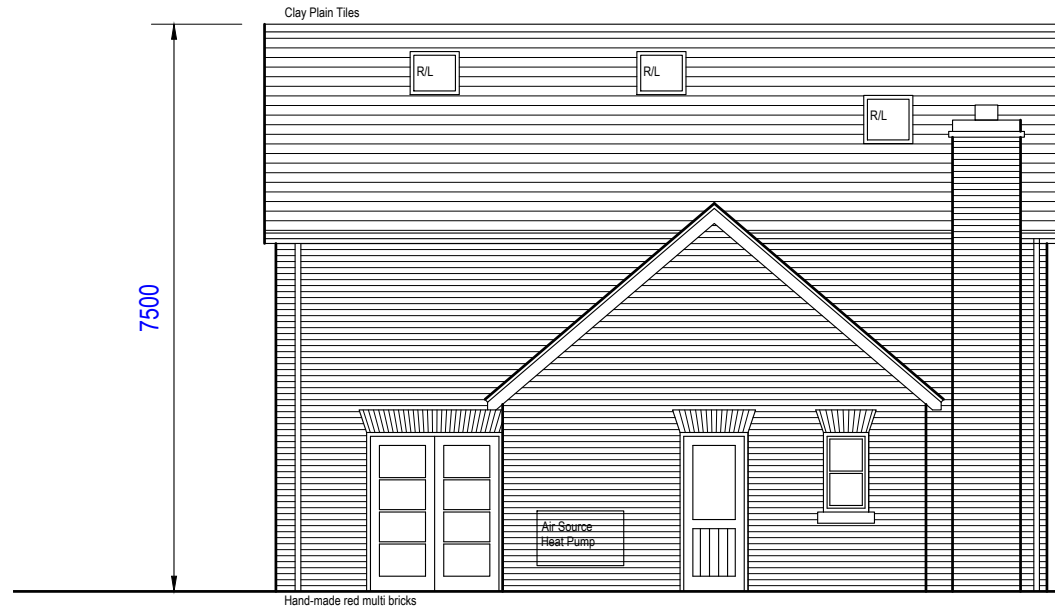 Clay Plain Tiles
R/L
R/L
R/L
7500
Air Source
Heat Pump
Hand-made red multi bricks